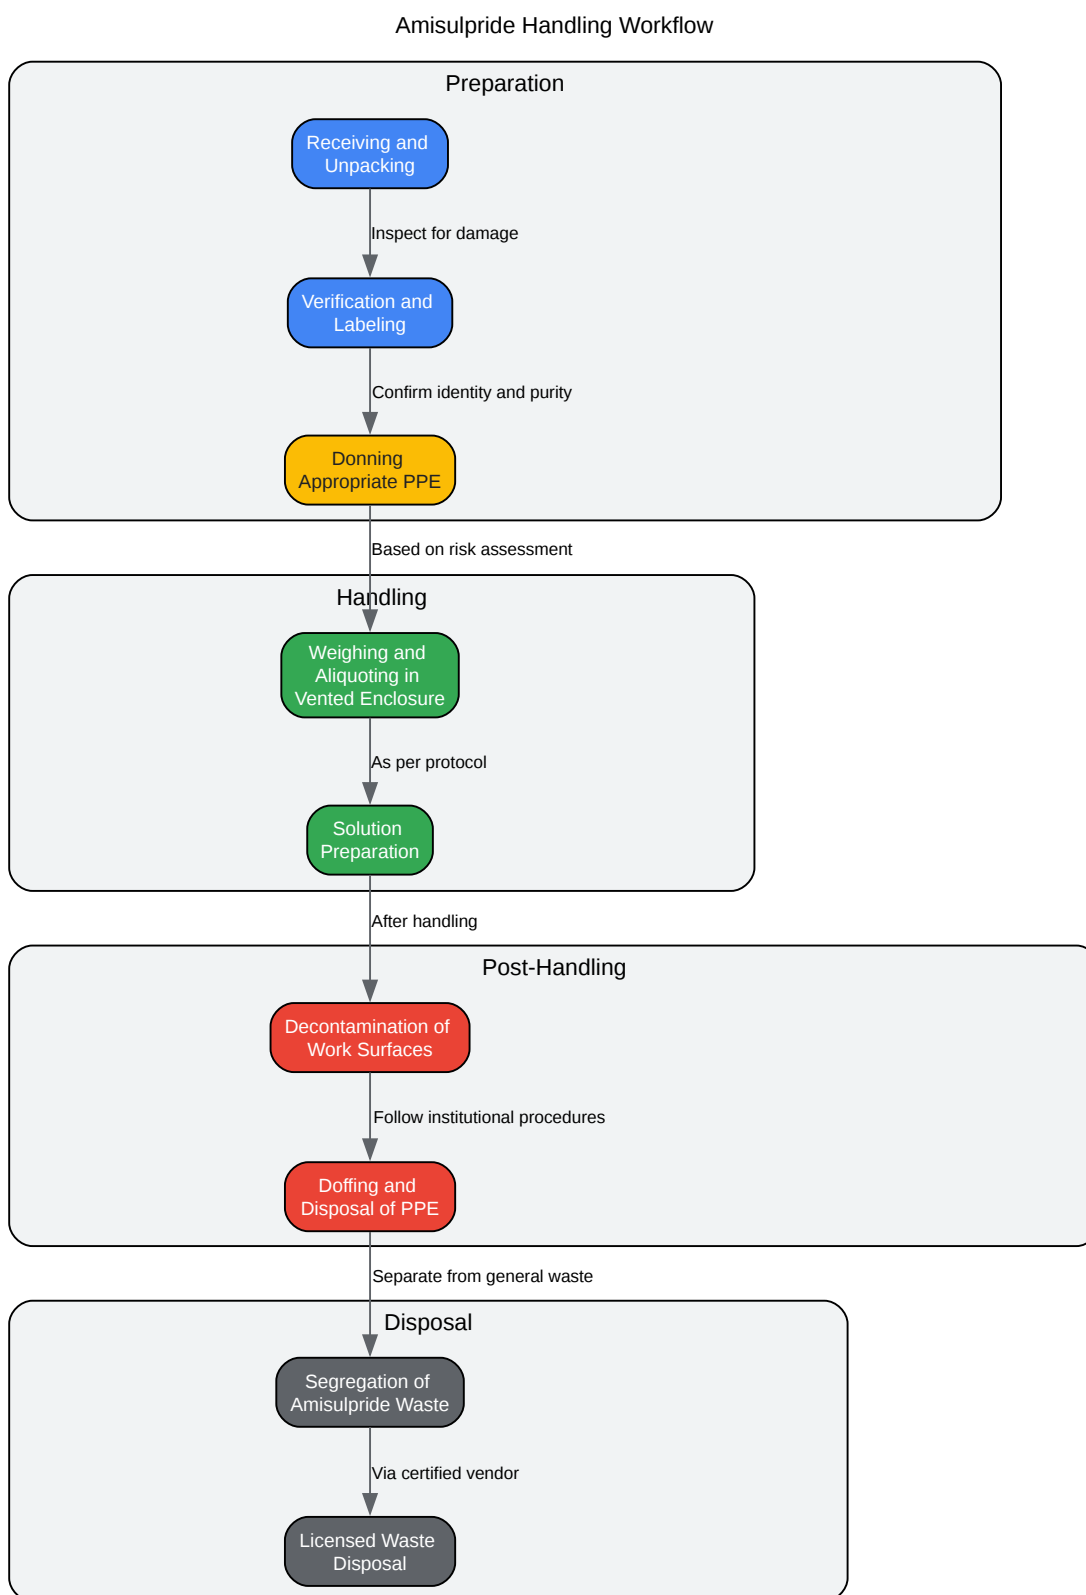 Amisulpride Handling Workflow
Preparation
Receiving and
Unpacking
Inspect for damage
Verification and
Labeling
Confirm identity and purity
Donning
Appropriate PPE
Based on risk assessment
Handling
Weighing and
Aliquoting in
Vented Enclosure
As per protocol
Solution
Preparation
After handling
Post-Handling
Decontamination of
Work Surfaces
Follow institutional procedures
Doffing and
Disposal of PPE
Separate from general waste
Disposal
Segregation of
Amisulpride Waste
Via certified vendor
Licensed Waste
Disposal